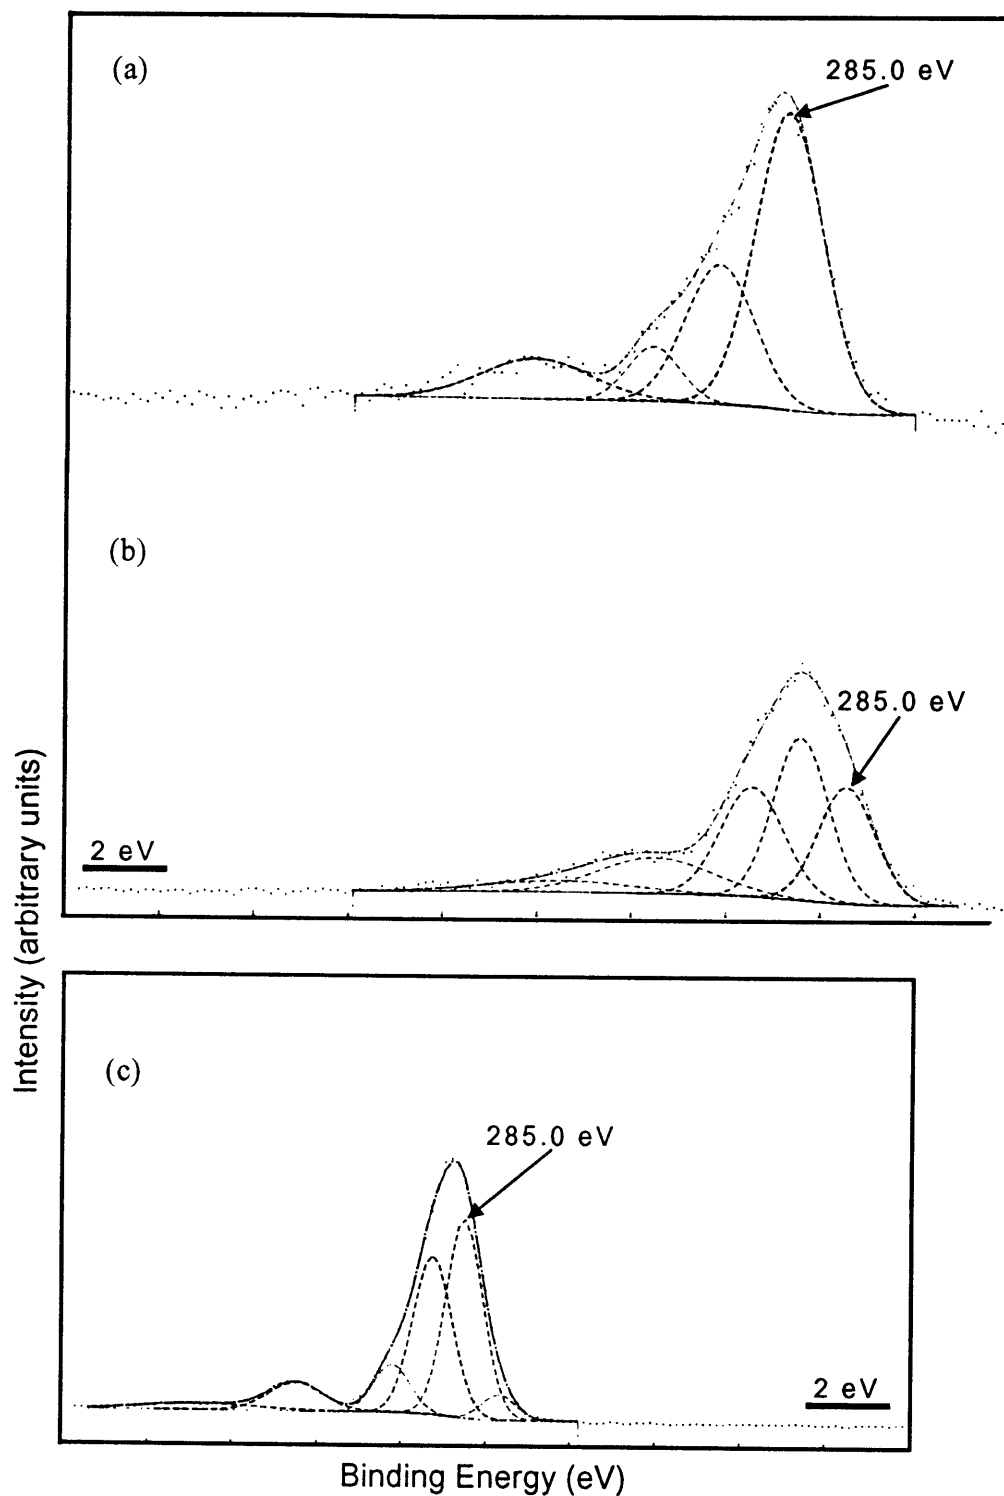 (a)
285.0 eV
(b)
285.0 eV
2 eV
Intensity (arbitrary units)
(c)
285.0 eV
2 eV
Binding Energy (eV)